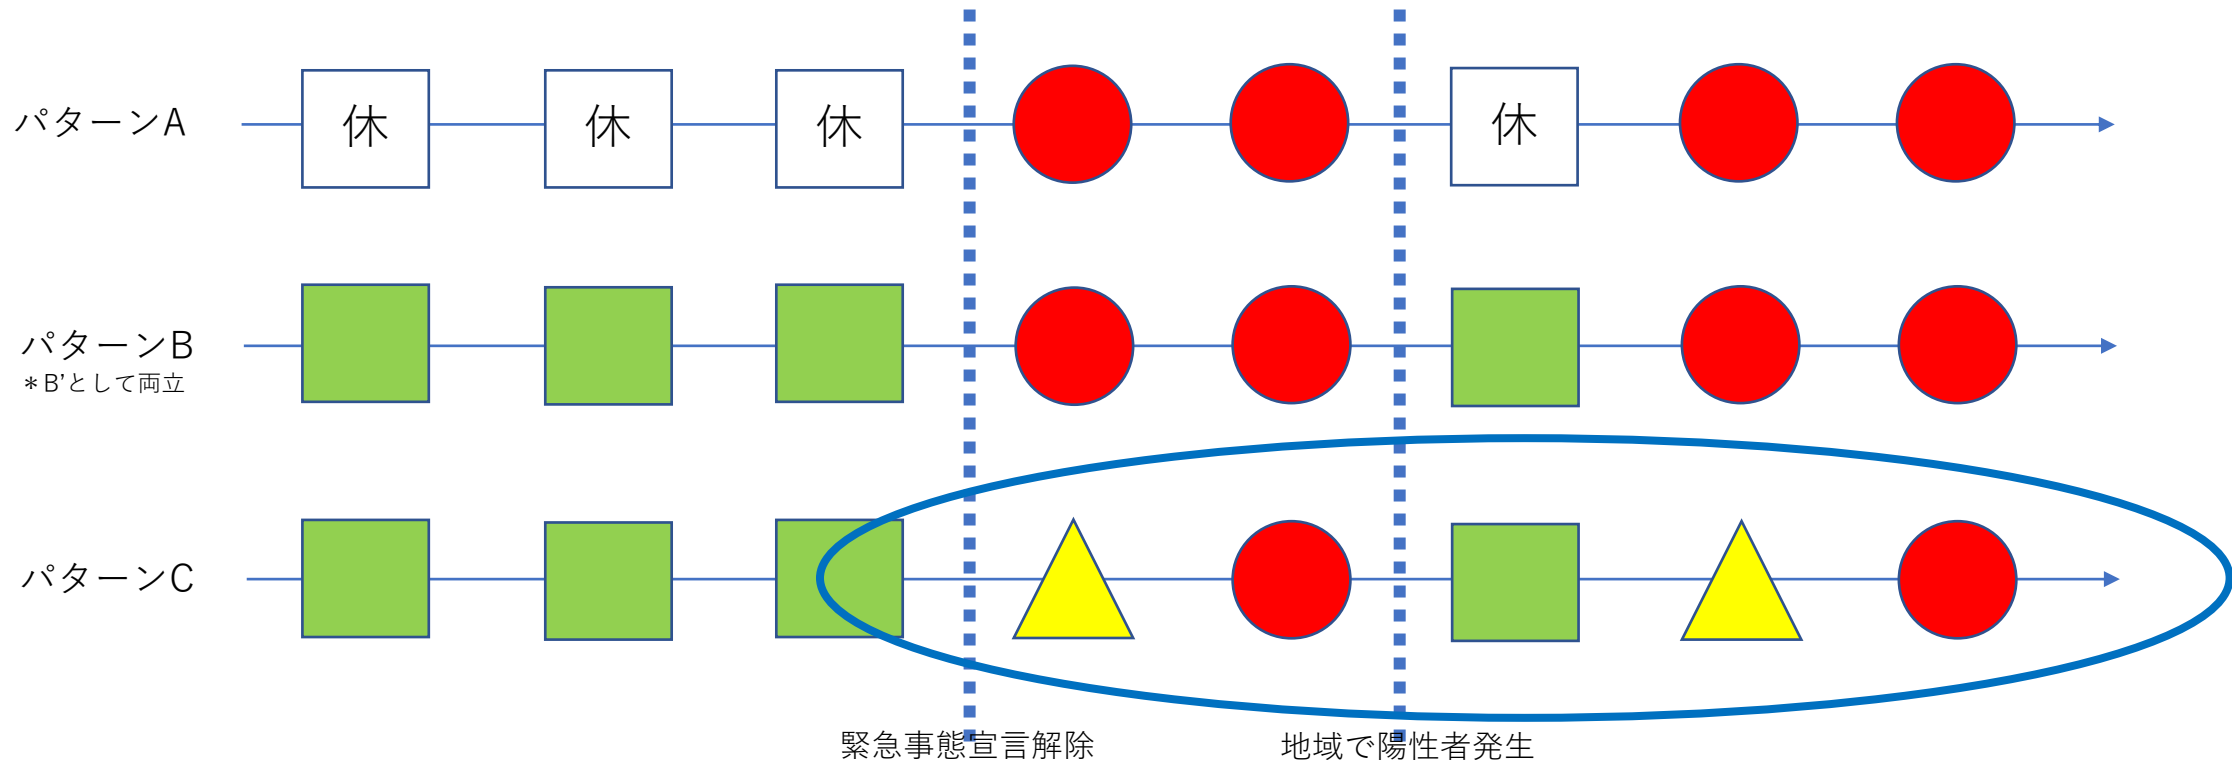 パターンA
休
休
休
休
パターンB
＊B’として両立
パターンC
緊急事態宣言解除
地域で陽性者発生